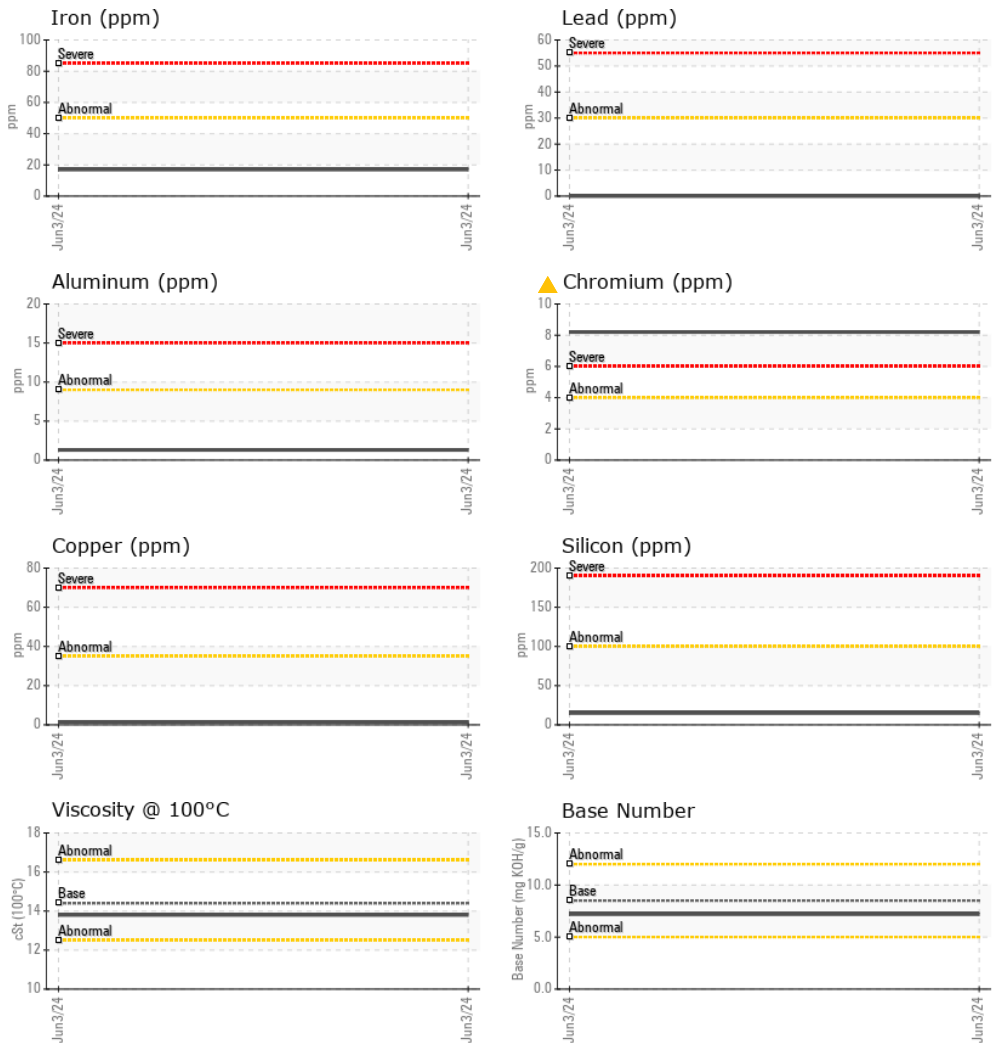 Iron (ppm)
100
80
60
40
20
0
ppm
Severe
Abnormal
Jun3/24
Jun3/24
Lead (ppm)
60
50
40
30
20
10
0
ppm
Severe
Abnormal
Jun3/24
Jun3/24
Aluminum (ppm)
20
15
10
5
0
ppm
Severe
Abnormal
Jun3/24
Jun3/24
Chromium (ppm)
10
8
6
4
2
0
ppm
Severe
Abnormal
Jun3/24
Jun3/24
Copper (ppm)
80
60
40
20
0
ppm
Severe
Abnormal
Jun3/24
Jun3/24
Silicon (ppm)
200
150
100
50
0
ppm
Severe
Abnormal
Jun3/24
Jun3/24
Viscosity @ 100°C
18
16
14
12
10
cSt (100°C)
Abnormal
Base
Abnormal
Jun3/24
Jun3/24
Base Number
15.0
10.0
5.0
0.0
Base Number (mg KOH/g)
Abnormal
Base
Abnormal
Jun3/24
Jun3/24